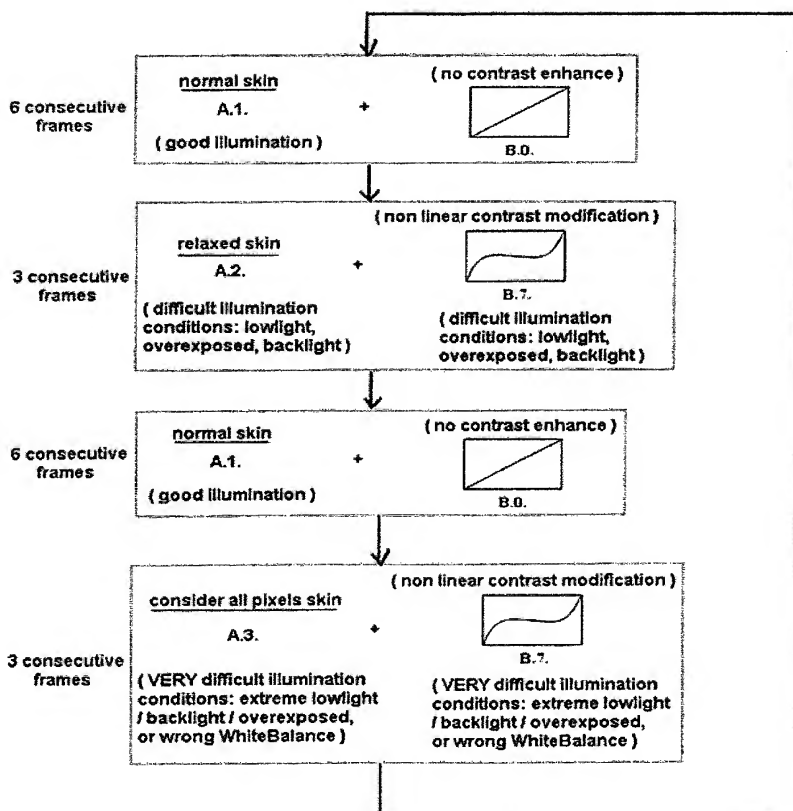 6 consecutive
frames
normal skin
A.1.
( good illumination )
+
( no contrast enhance )
B.0.
3 consecutive
frames
relaxed skin
A.2.
( difficult illumination
conditions: lowlight,
overexposed, backlight )
+
( non linear contrast modification )
B.7.
( difficult illumination
conditions: lowlight,
overexposed, backlight )
6 consecutive
frames
normal skin
A.1.
( good illumination )
+
( no contrast enhance )
B.0.
3 consecutive
frames
consider all pixels skin
A.3.
( VERY difficult illumination
conditions: extreme lowlight
/ backlight / overexposed,
or wrong WhiteBalance )
+
( non linear contrast modification )
B.7.
( VERY difficult illumination
conditions: extreme lowlight
/ backlight / overexposed,
or wrong WhiteBalance )